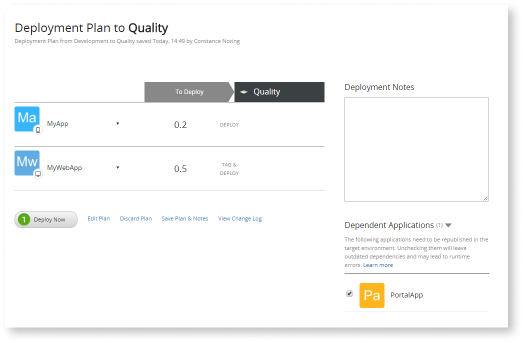 Deployment Plan to Quality
Deployment Plan from Development to Quality saved Today, 14:49 by Constance Noring
To Deploy
Quality
Ma
MyApp
0.2
DEPLOY
Mw
MyWebApp
0.5
TAG &
DEPLOY
1 Deploy Now
Edit Plan
Discard Plan
Save Plan & Notes
View Change Log
Deployment Notes
Dependent Applications (1)
The following applications need to be republished in the
target environment. Unchecking them will leave
outdated dependencies and may lead to runtime
errors. Learn more
Pa
PortalApp